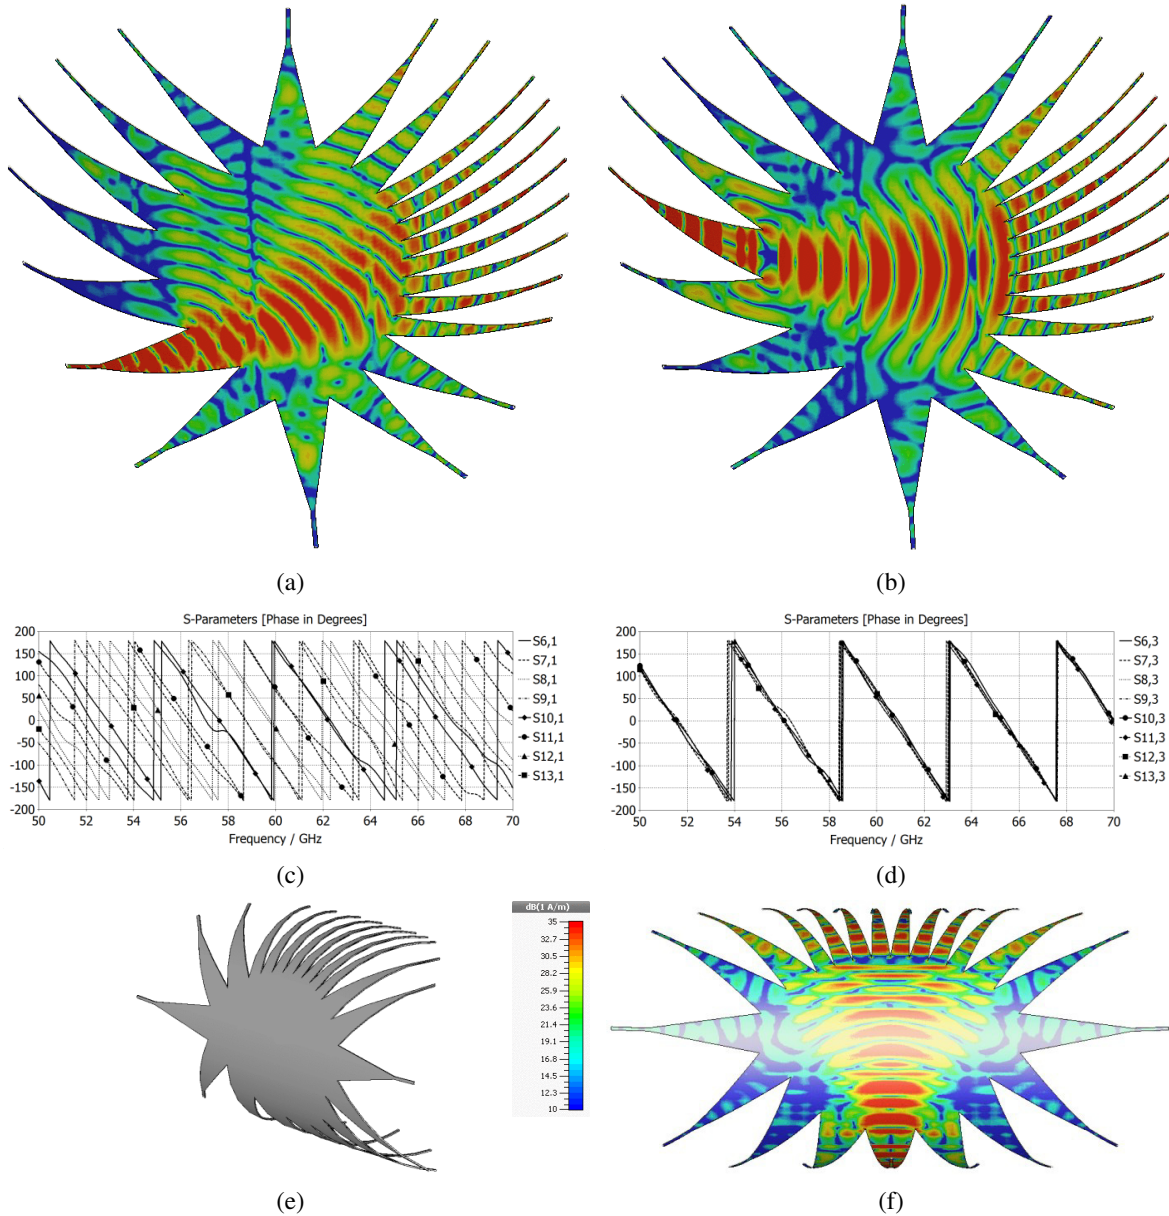 (a)
(b)
S-Parameters [Phase in Degrees]
200
150
100
50
0
-50
-100
-150
-200
50 52 54 56 58 60 62 64 66 68 70
Frequency / GHz
S6,1
S7,1
S8,1
S9,1
S10,1
S11,1
S12,1
S13,1
S-Parameters [Phase in Degrees]
200
150
100
50
0
-50
-100
-150
-200
50 52 54 56 58 60 62 64 66 68 70
Frequency / GHz
S6,3
S7,3
S8,3
S9,3
S10,3
S11,3
S12,3
S13,3
(c)
(d)
dB(1 A/m)
35
32.7
30.5
28.2
25.9
23.6
21.4
19.1
16.8
14.5
12.3
10
(e)
(f)